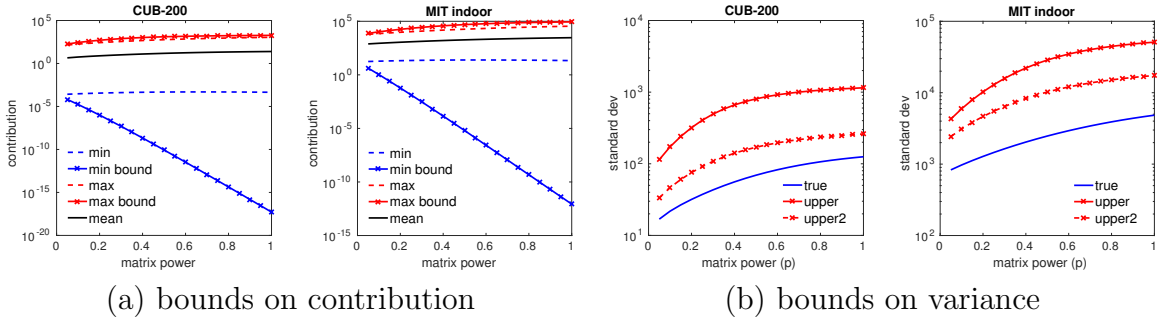 CUB-200
10^5
10^0
10^-5
10^-10
10^-15
10^-20
contribution
min
min bound
max
max bound
mean
0 0.2 0.4 0.6 0.8 1
matrix power
MIT indoor
10^5
10^0
10^-5
10^-10
10^-15
contribution
min
min bound
max
max bound
mean
0 0.2 0.4 0.6 0.8 1
matrix power
(a) bounds on contribution
CUB-200
10^4
10^3
10^2
10^1
standard dev
true
upper
upper2
0 0.2 0.4 0.6 0.8 1
matrix power (p)
MIT indoor
10^5
10^4
10^3
10^2
standard dev
true
upper
upper2
0 0.2 0.4 0.6 0.8 1
matrix power (p)
(b) bounds on variance